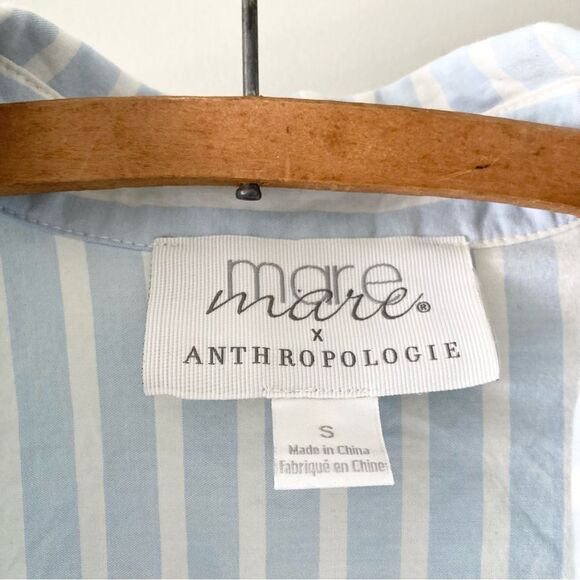 mare
mare®
X
ANTHROPOLOGIE
S
Made in China
Fabriqué en Chine